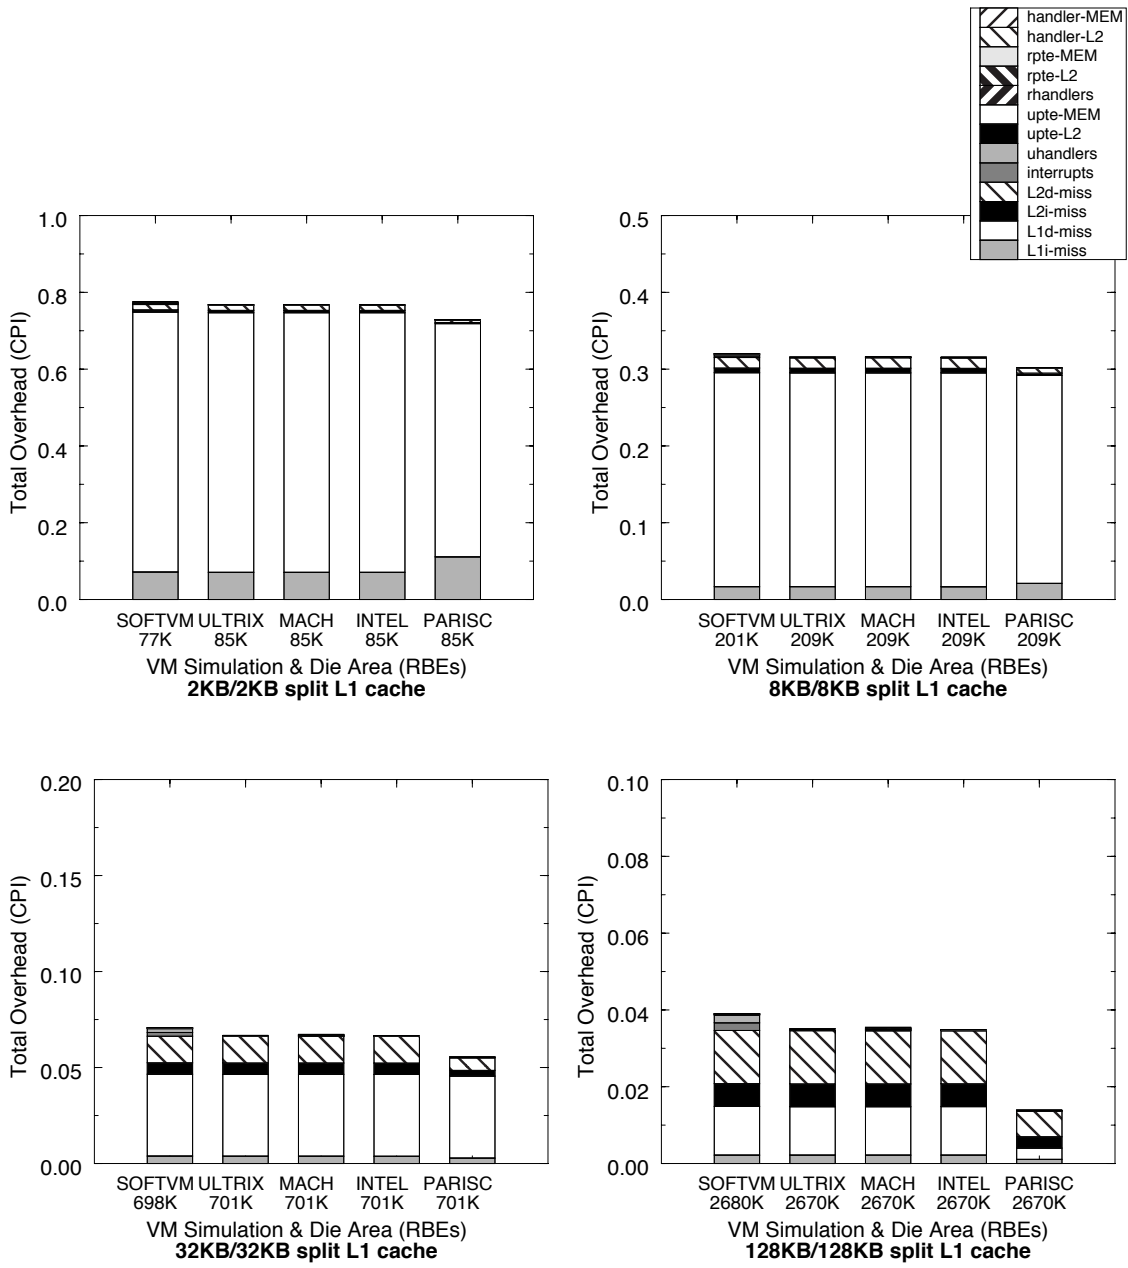 handler-MEM
handler-L2
rpte-MEM
rpte-L2
rhandlers
upte-MEM
upte-L2
uhandlers
interrupts
L2d-miss
L2i-miss
L1d-miss
L1i-miss
Total Overhead (CPI)
1.0
0.8
0.6
0.4
0.2
0.0
SOFTVM ULTRIX MACH INTEL PARISC
77K 85K 85K 85K 85K
VM Simulation & Die Area (RBEs)
2KB/2KB split L1 cache
Total Overhead (CPI)
0.5
0.4
0.3
0.2
0.1
0.0
SOFTVM ULTRIX MACH INTEL PARISC
201K 209K 209K 209K 209K
VM Simulation & Die Area (RBEs)
8KB/8KB split L1 cache
Total Overhead (CPI)
0.20
0.15
0.10
0.05
0.00
SOFTVM ULTRIX MACH INTEL PARISC
698K 701K 701K 701K 701K
VM Simulation & Die Area (RBEs)
32KB/32KB split L1 cache
Total Overhead (CPI)
0.10
0.08
0.06
0.04
0.02
0.00
SOFTVM ULTRIX MACH INTEL PARISC
2680K 2670K 2670K 2670K 2670K
VM Simulation & Die Area (RBEs)
128KB/128KB split L1 cache